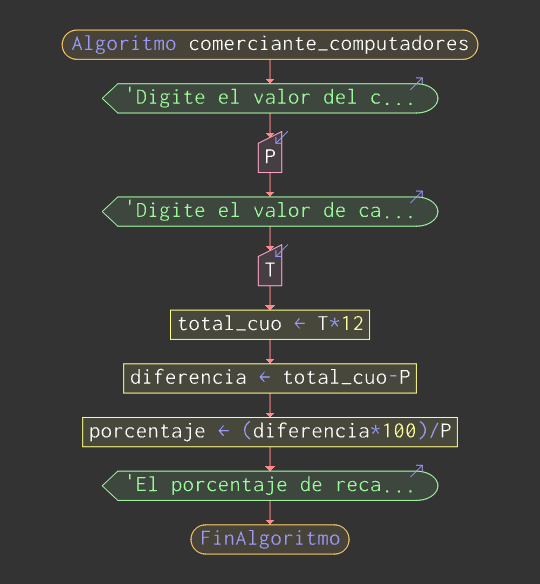 Algoritmo comerciante_computadores
'Digite el valor del c...
P
'Digite el valor de ca...
T
total_cuo ← T*12
diferencia ← total_cuo-P
porcentaje ← (diferencia*100)/P
'El porcentaje de reca...
FinAlgoritmo